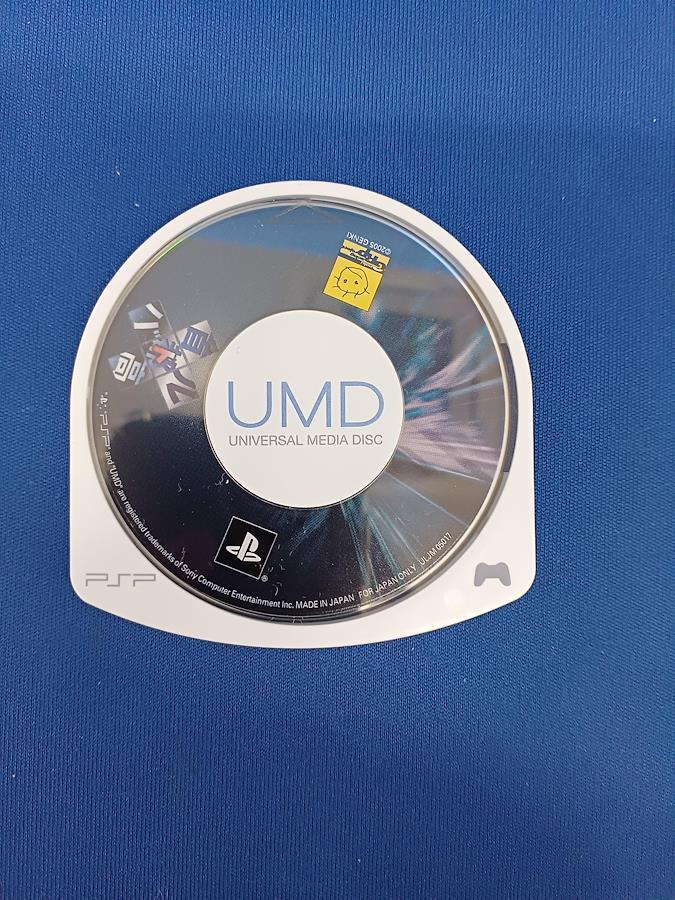 ©2005 GENKI
UMD
UNIVERSAL MEDIA DISC
"PSP" and "UMD" are registered trademarks of Sony Computer Entertainment Inc. MADE IN JAPAN FOR JAPAN ONLY ULJM 05017
®
PSP